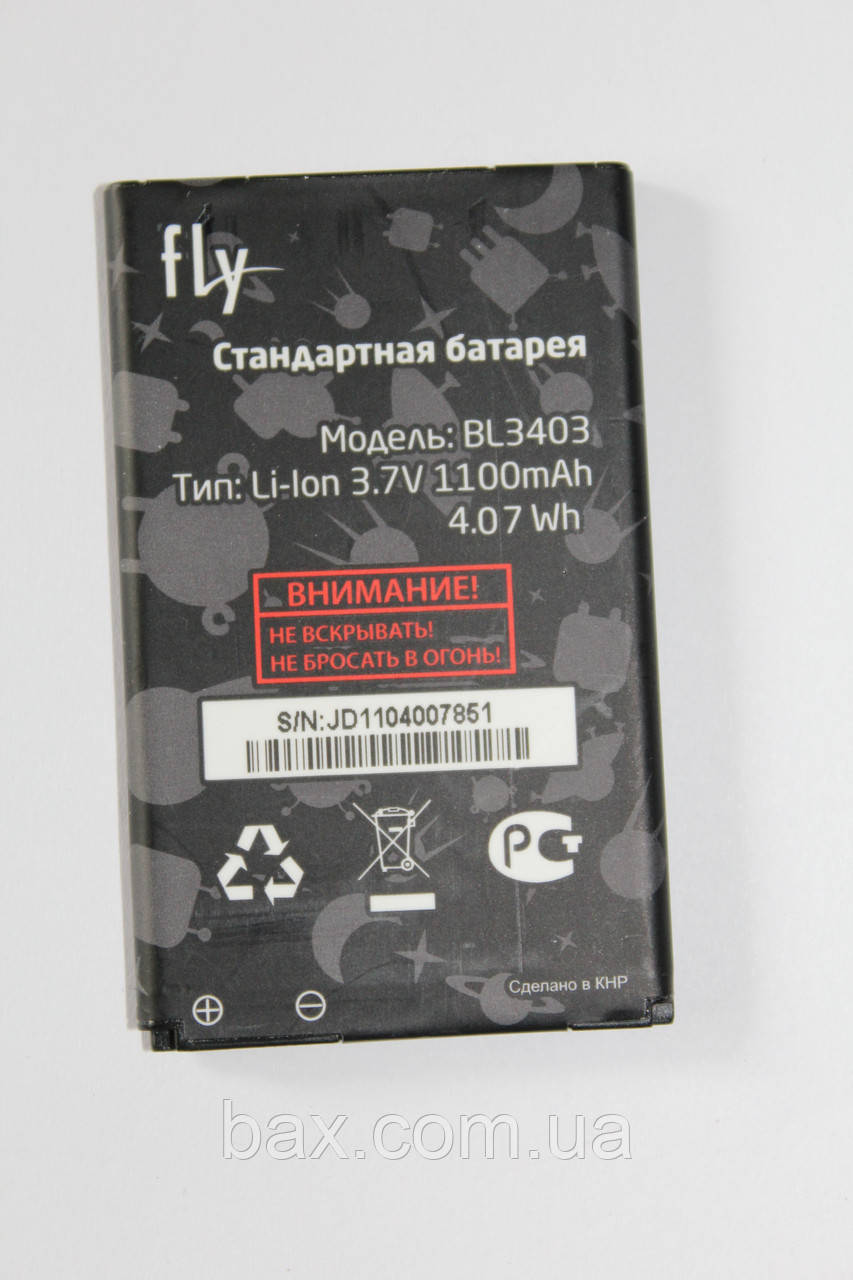 fly
Стандартная батарея
Модель: BL3403
Тип: Li-Ion 3.7V 1100mAh
4.07 Wh
ВНИМАНИЕ!
НЕ ВСКРЫВАТЬ!
НЕ БРОСАТЬ В ОГОНЬ!
S/N:JD1104007851
РСТ
Сделано в КНР
+ −
bax.com.ua